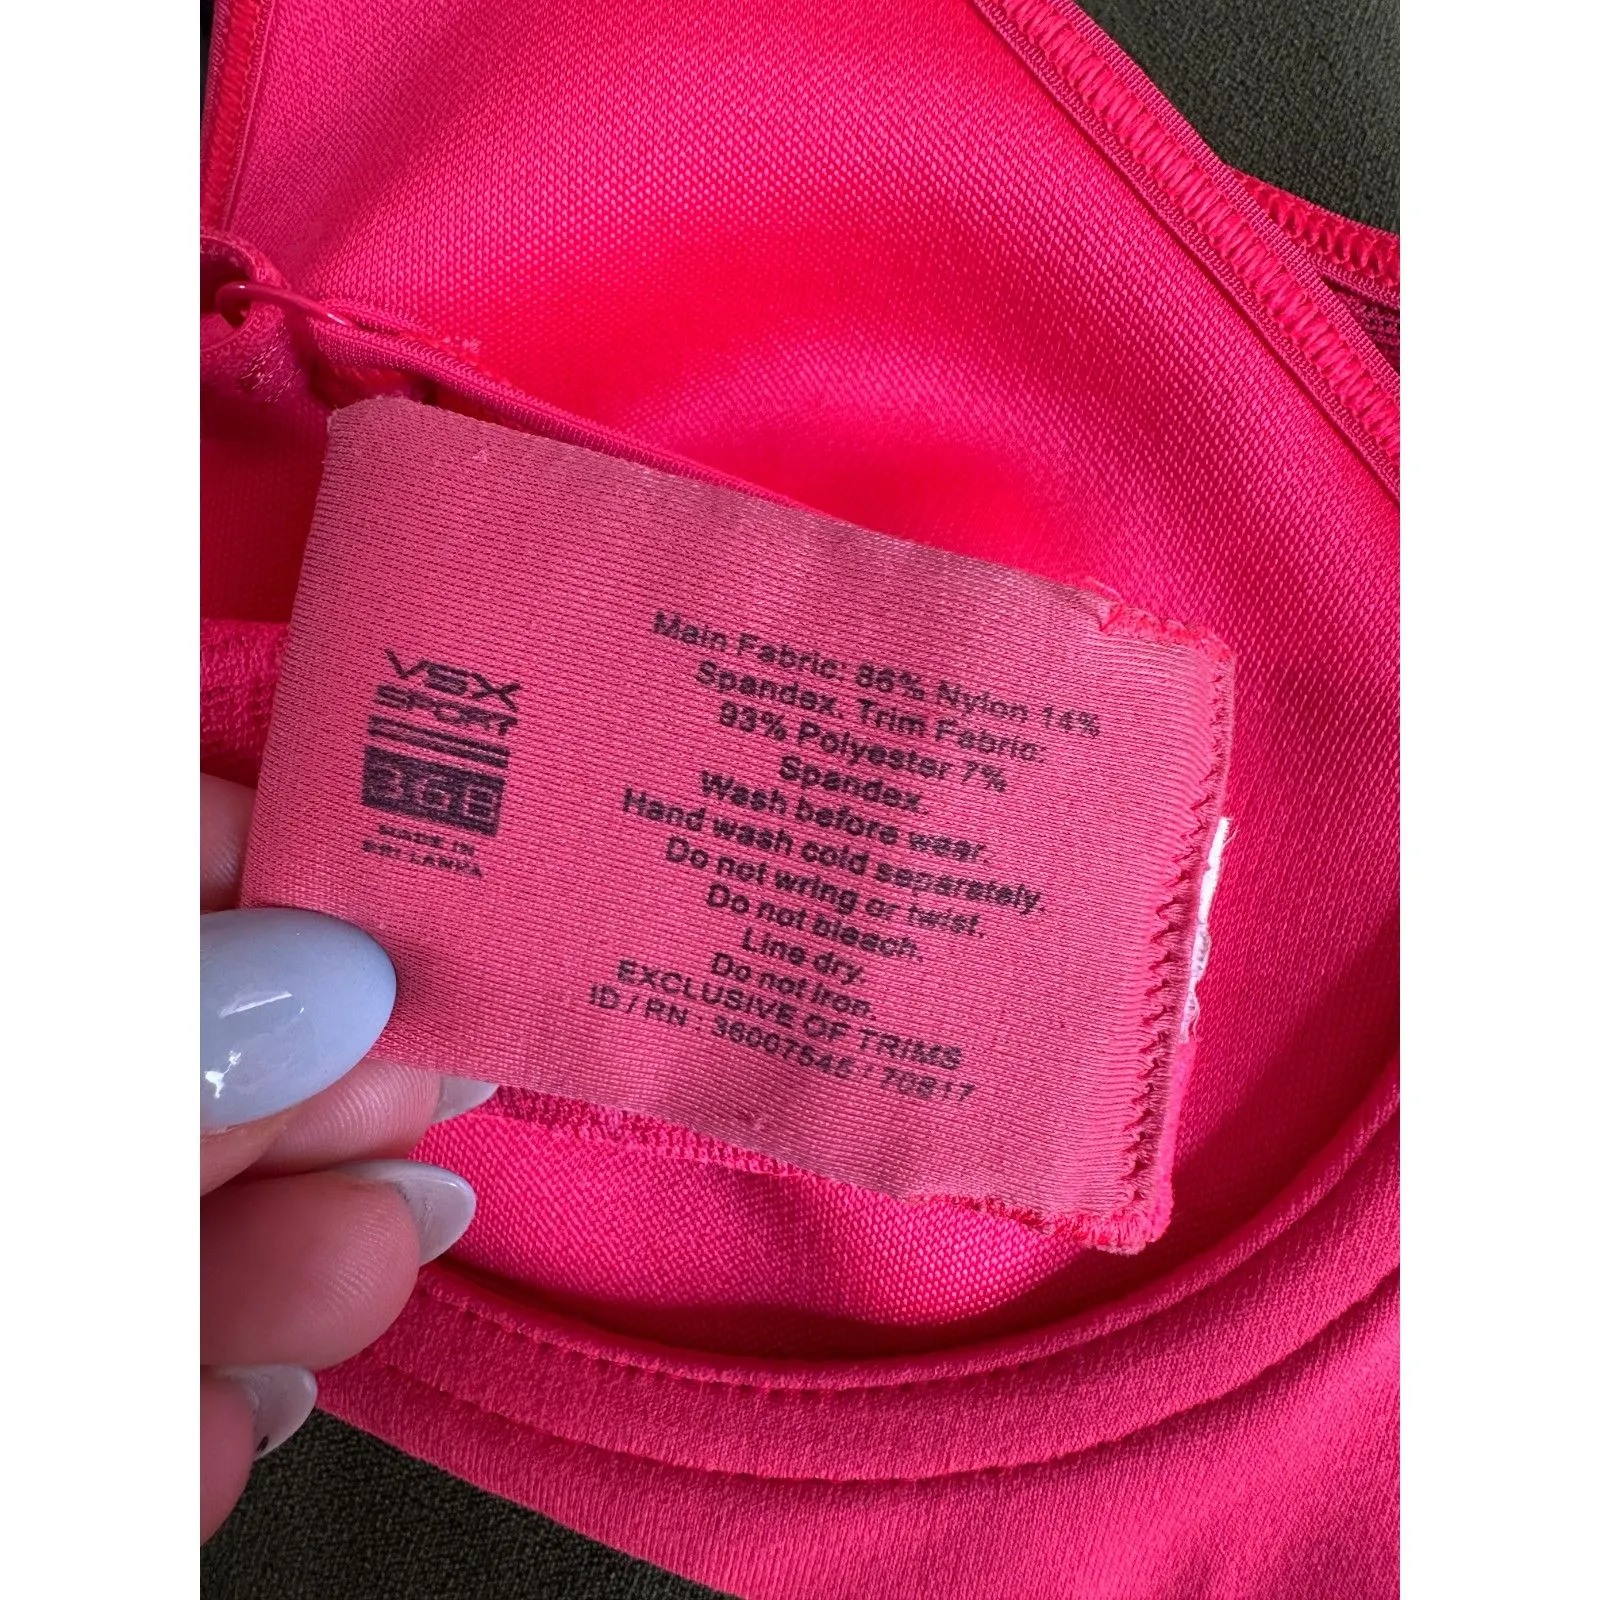 VSX
SPORT
36B
MADE IN
SRI LANKA
Main Fabric: 86% Nylon 14%
Spandex. Trim Fabric:
93% Polyester 7%
Spandex.
Wash before wear.
Hand wash cold separately.
Do not wring or twist.
Do not bleach.
Line dry.
Do not iron.
EXCLUSIVE OF TRIMS
ID / RN : 36007545 / 70817